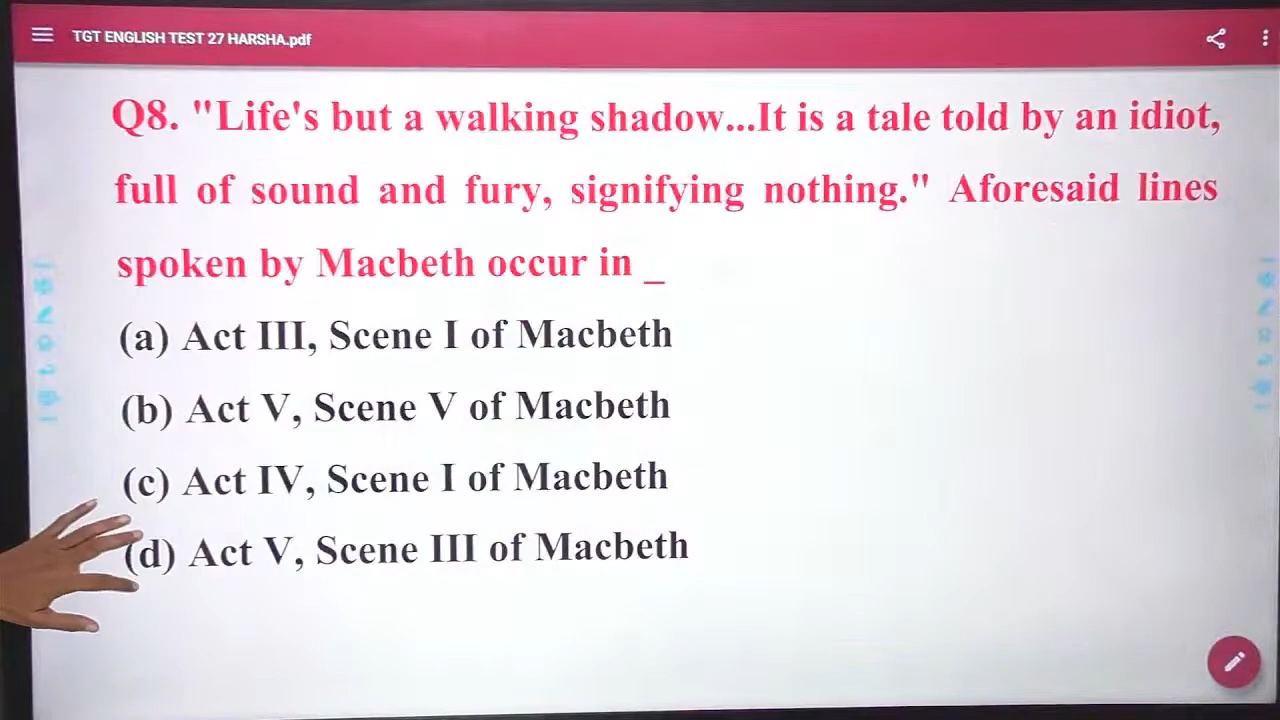 TGT ENGLISH TEST 27 HARSHA.pdf
Q8. "Life's but a walking shadow...It is a tale told by an idiot,
full of sound and fury, signifying nothing." Aforesaid lines
spoken by Macbeth occur in _
(a) Act III, Scene I of Macbeth
(b) Act V, Scene V of Macbeth
(c) Act IV, Scene I of Macbeth
(d) Act V, Scene III of Macbeth